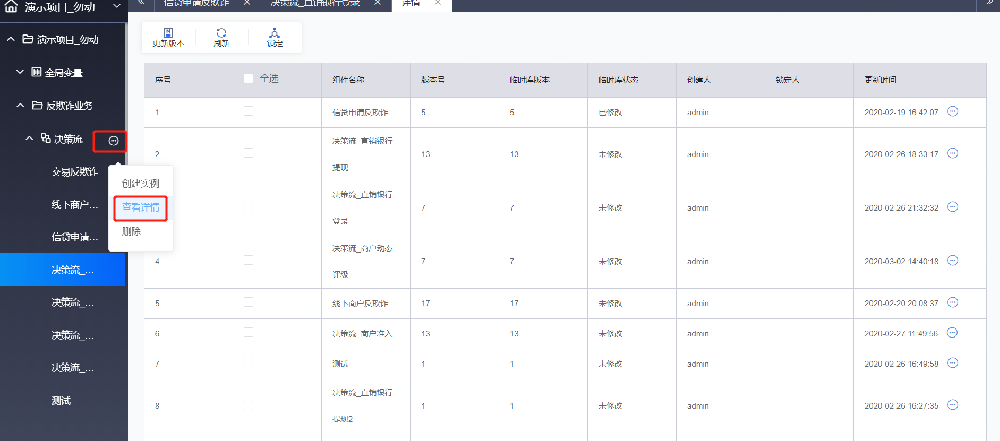 演示项目_勿动
信贷申请反欺诈
决策流_直销银行登录
详情
演示项目_勿动
全局变量
反欺诈业务
决策流
交易反欺诈
线下商户...
信贷申请...
决策流_...
决策流_...
决策流_...
决策流_...
测试
创建实例
查看详情
删除
更新版本 刷新 锁定
序号 全选 组件名称 版本号 临时库版本 临时库状态 创建人 锁定人 更新时间
1 信贷申请反欺诈 5 5 已修改 admin 2020-02-19 16:42:07
决策流_直销银行
2 13 13 未修改 admin 2020-02-26 18:33:17
提现
决策流_直销银行
7 7 未修改 admin 2020-02-26 21:32:32
登录
决策流_商户动态
4 7 7 未修改 admin 2020-03-02 14:40:18
评级
5 线下商户反欺诈 17 17 未修改 admin 2020-02-20 20:08:37
6 决策流_商户准入 13 13 未修改 admin 2020-02-27 11:49:56
7 测试 1 1 未修改 admin 2020-02-26 16:49:58
决策流_直销银行
8 1 1 未修改 admin 2020-02-26 16:27:35
提现2